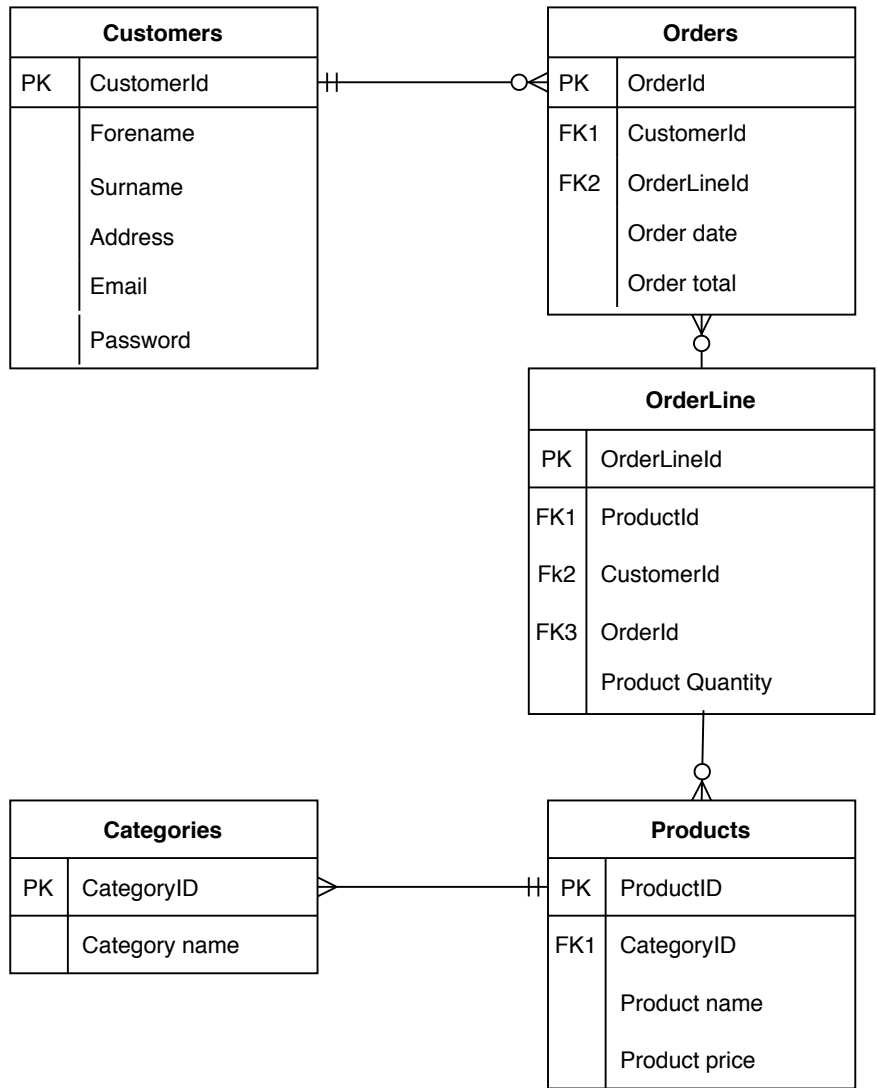 Customers
PK CustomerId
Forename
Surname
Address
Email
Password
Orders
PK OrderId
FK1 CustomerId
FK2 OrderLineId
Order date
Order total
OrderLine
PK OrderLineId
FK1 ProductId
Fk2 CustomerId
FK3 OrderId
Product Quantity
Categories
PK CategoryID
Category name
Products
PK ProductID
FK1 CategoryID
Product name
Product price